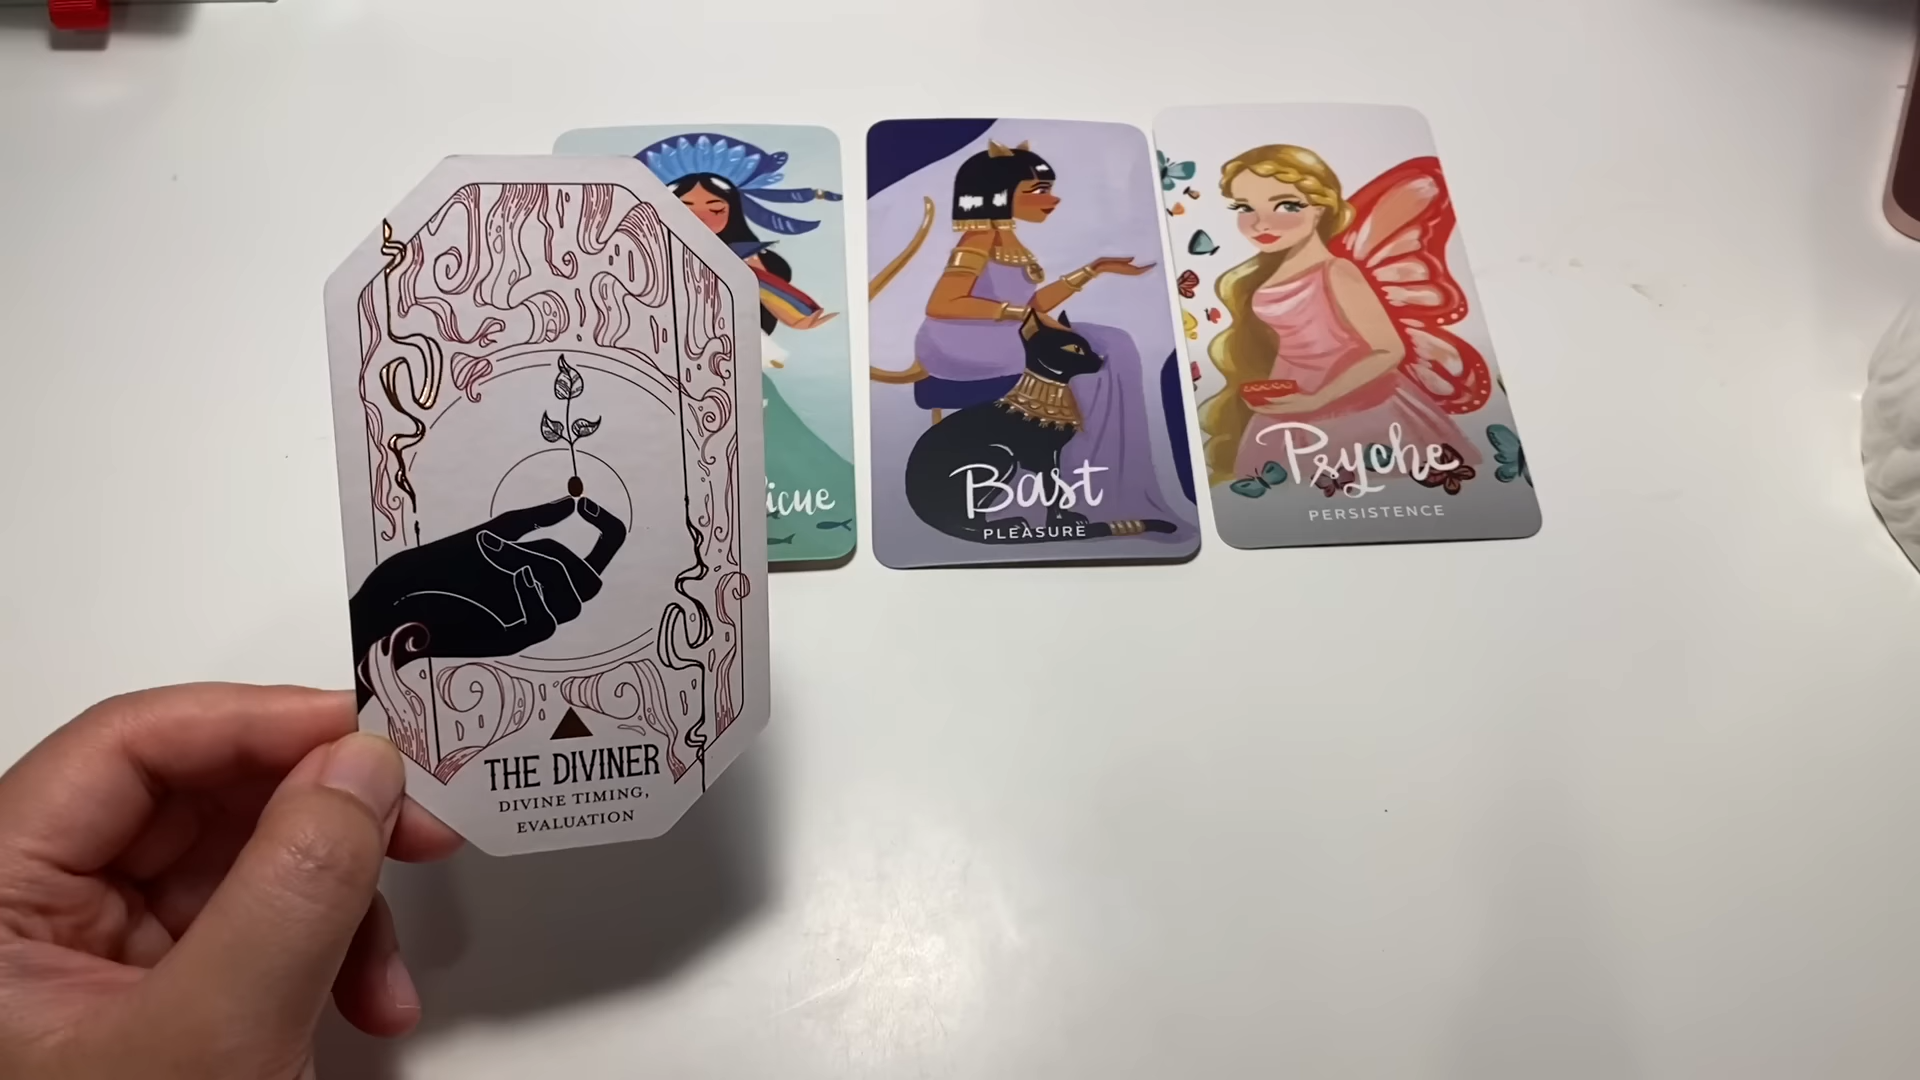 icue
Bast
PLEASURE
Psyche
PERSISTENCE
THE DIVINER
DIVINE TIMING,
EVALUATION